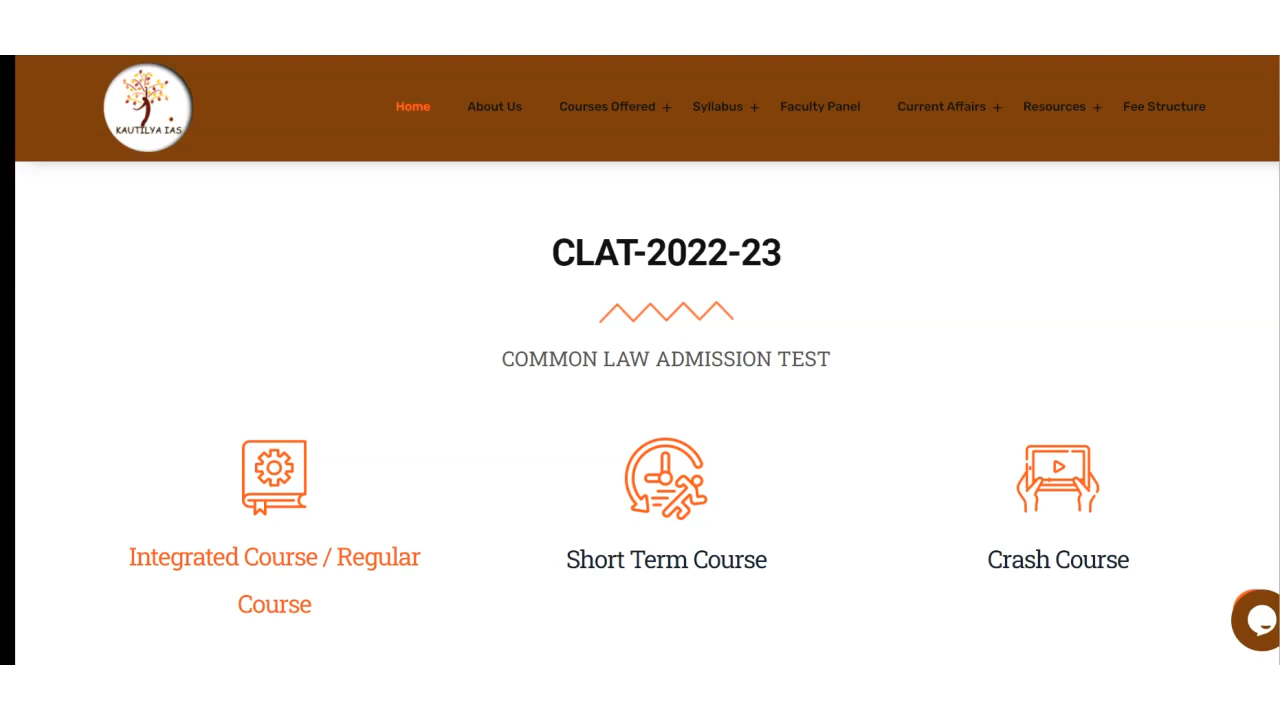 KAUTILYA IAS
Home About Us Courses Offered + Syllabus + Faculty Panel Current Affairs + Resources + Fee Structure
CLAT-2022-23
COMMON LAW ADMISSION TEST
Integrated Course / Regular
Course
Short Term Course
Crash Course